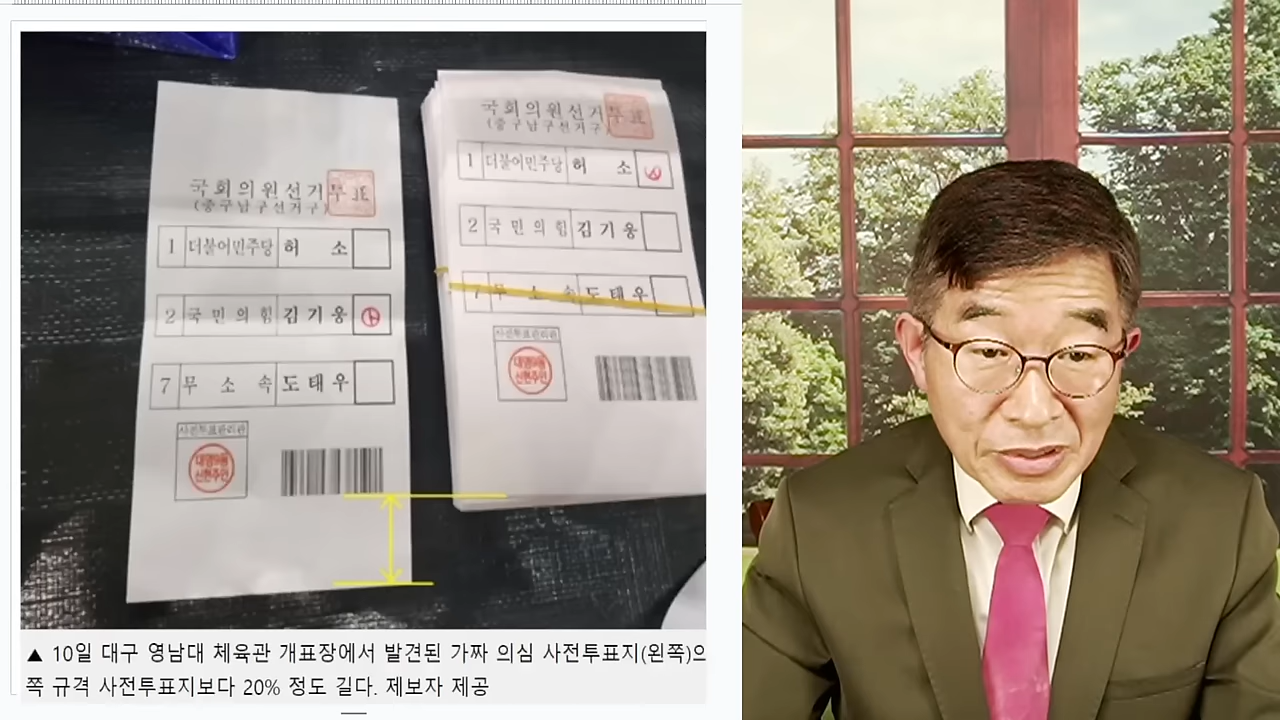 국회의원선거
투표
(중구남구선거구)
1 더불어민주당 허 소
2 국민의힘 김기웅
7 무소속 도태우
사전투표관리관
국회의원선거
투표
(중구남구선거구)
1 더불어민주당 허 소
2 국민의힘 김기웅
7 무소속 도태우
사전투표관리관
▲ 10일 대구 영남대 체육관 개표장에서 발견된 가짜 의심 사전투표지(왼쪽)으
쪽 규격 사전투표지보다 20% 정도 길다. 제보자 제공